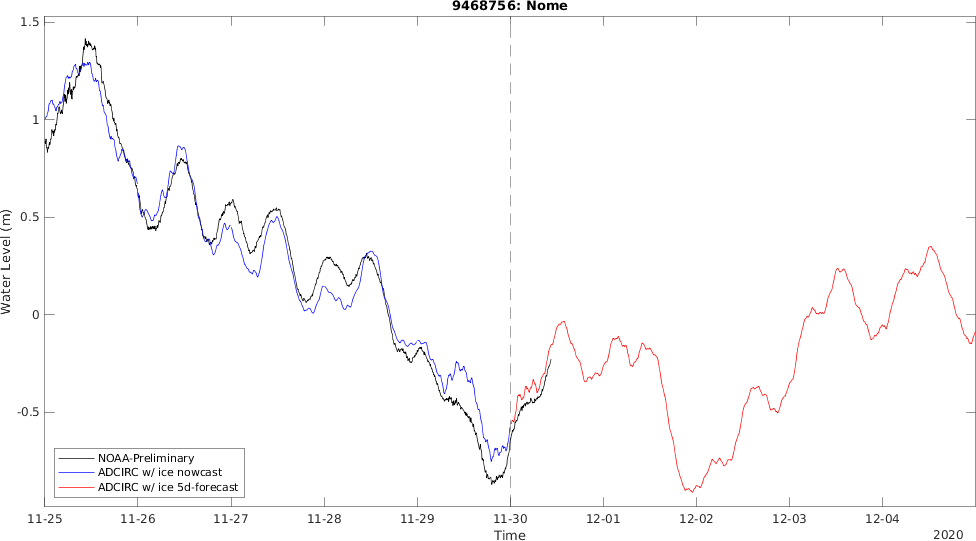 9468756: Nome
1.5
1
0.5
0
-0.5
Water Level (m)
NOAA-Preliminary
ADCIRC w/ ice nowcast
ADCIRC w/ ice 5d-forecast
11-25 11-26 11-27 11-28 11-29 11-30 12-01 12-02 12-03 12-04
Time
2020